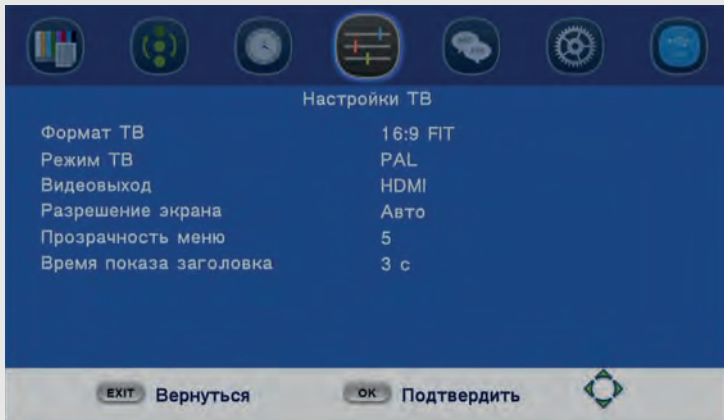 Настройки ТВ
Формат ТВ 16:9 FIT
Режим ТВ PAL
Видеовыход HDMI
Разрешение экрана Авто
Прозрачность меню 5
Время показа заголовка 3 с
EXIT Вернуться OK Подтвердить